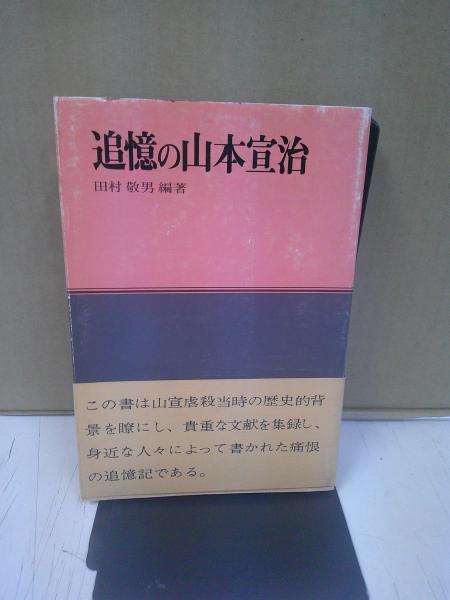 追憶の山本宣治
田村敬男編著
この書は山宣虐殺当時の歴史的背
景を瞭にし、貴重な文献を集録し、
身近な人々によって書かれた痛恨
の追憶記である。